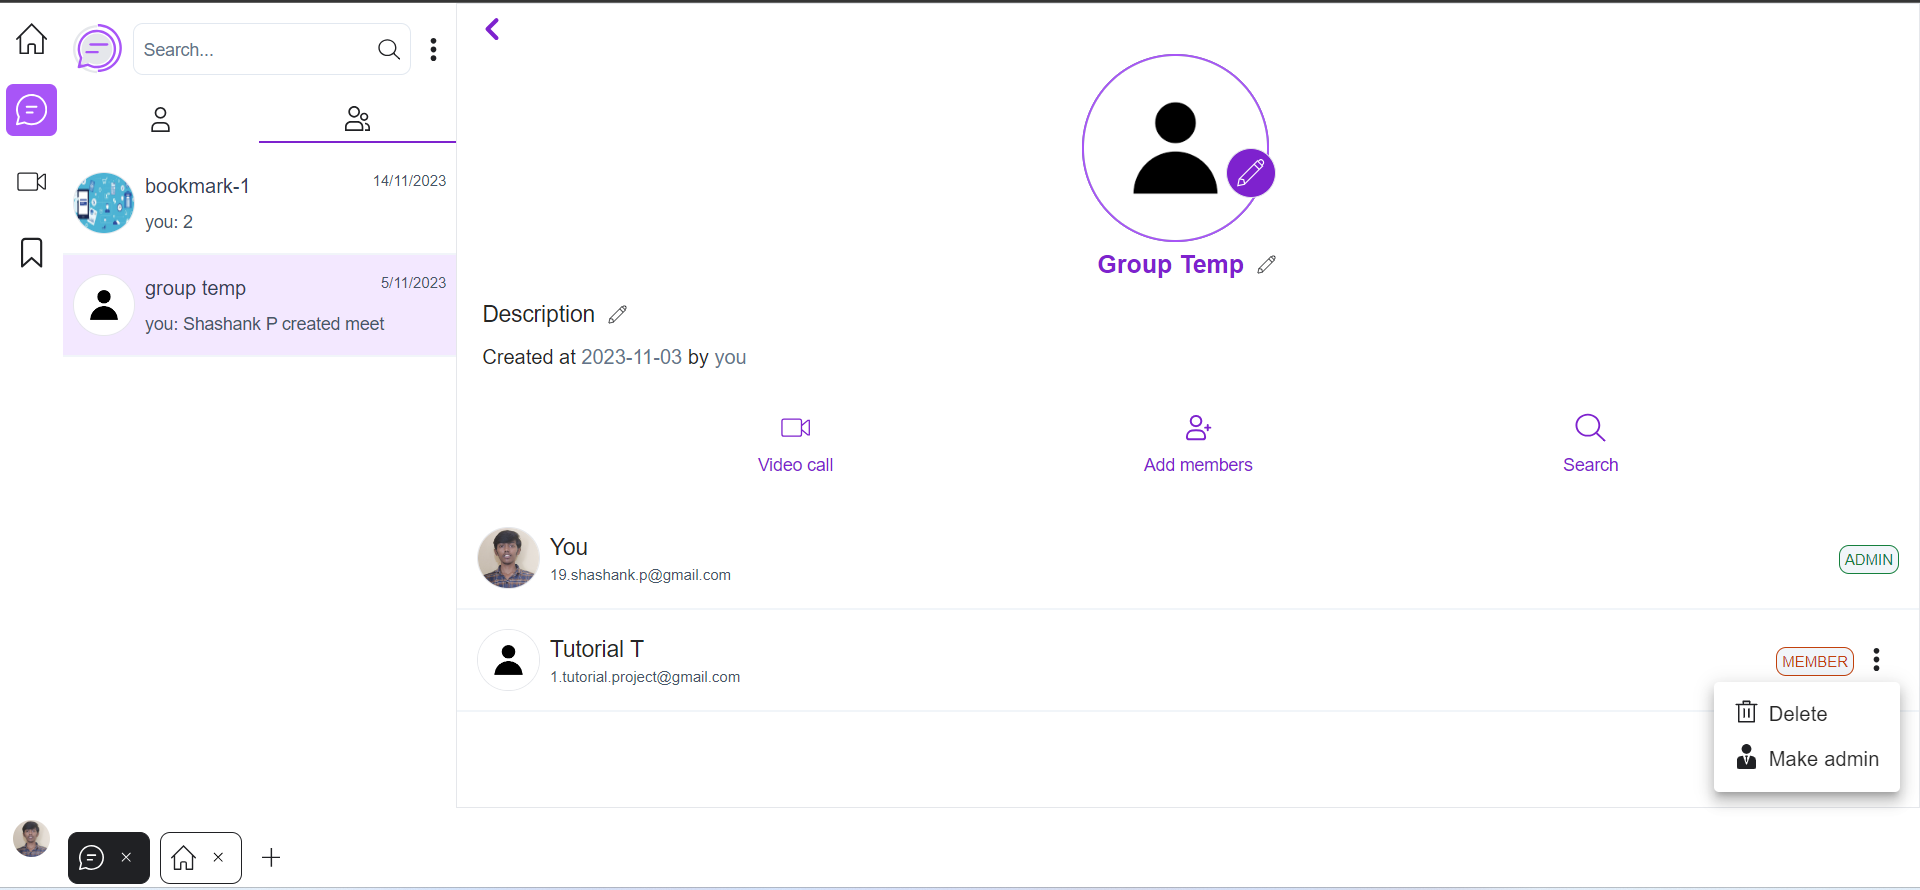 Search...
bookmark-1
14/11/2023
you: 2
group temp
5/11/2023
you: Shashank P created meet
Group Temp
Description
Created at 2023-11-03 by you
Video call
Add members
Search
You
19.shashank.p@gmail.com
ADMIN
Tutorial T
1.tutorial.project@gmail.com
MEMBER
Delete
Make admin